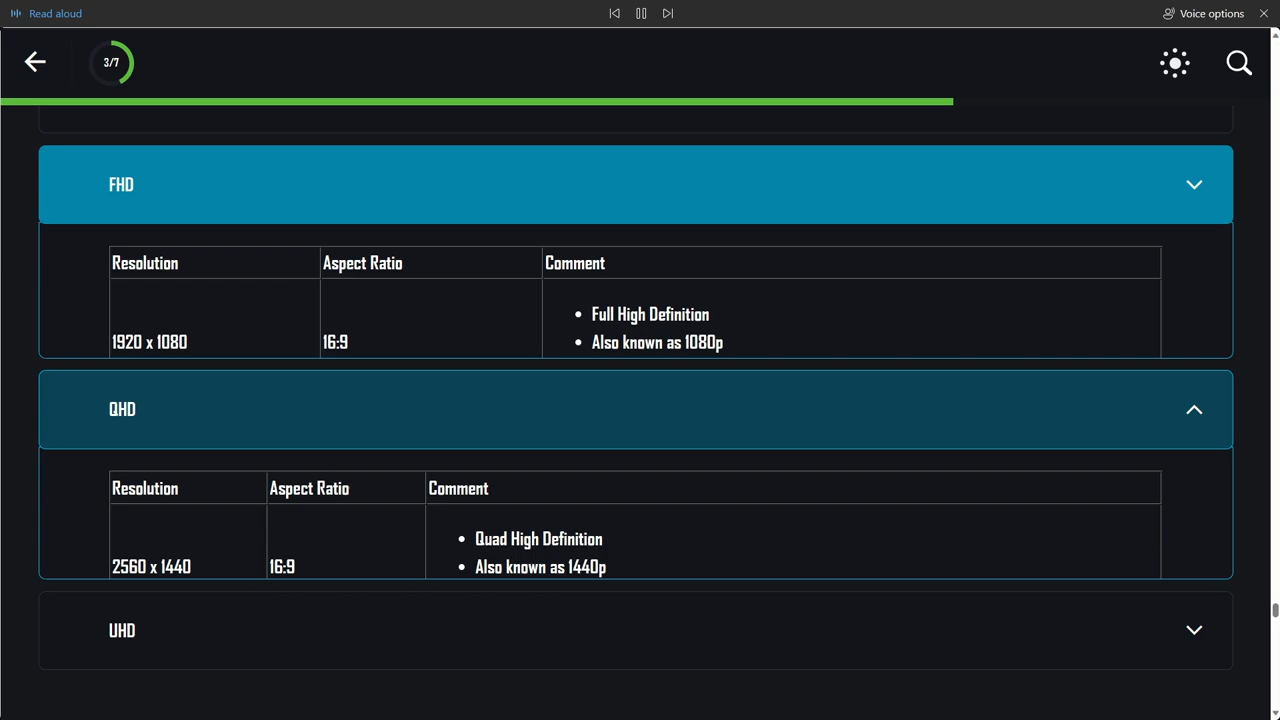 Read aloud
Voice options
3/7
FHD
Resolution Aspect Ratio Comment
• Full High Definition
1920 x 1080 16:9 • Also known as 1080p
QHD
Resolution Aspect Ratio Comment
• Quad High Definition
2560 x 1440 16:9 • Also known as 1440p
UHD